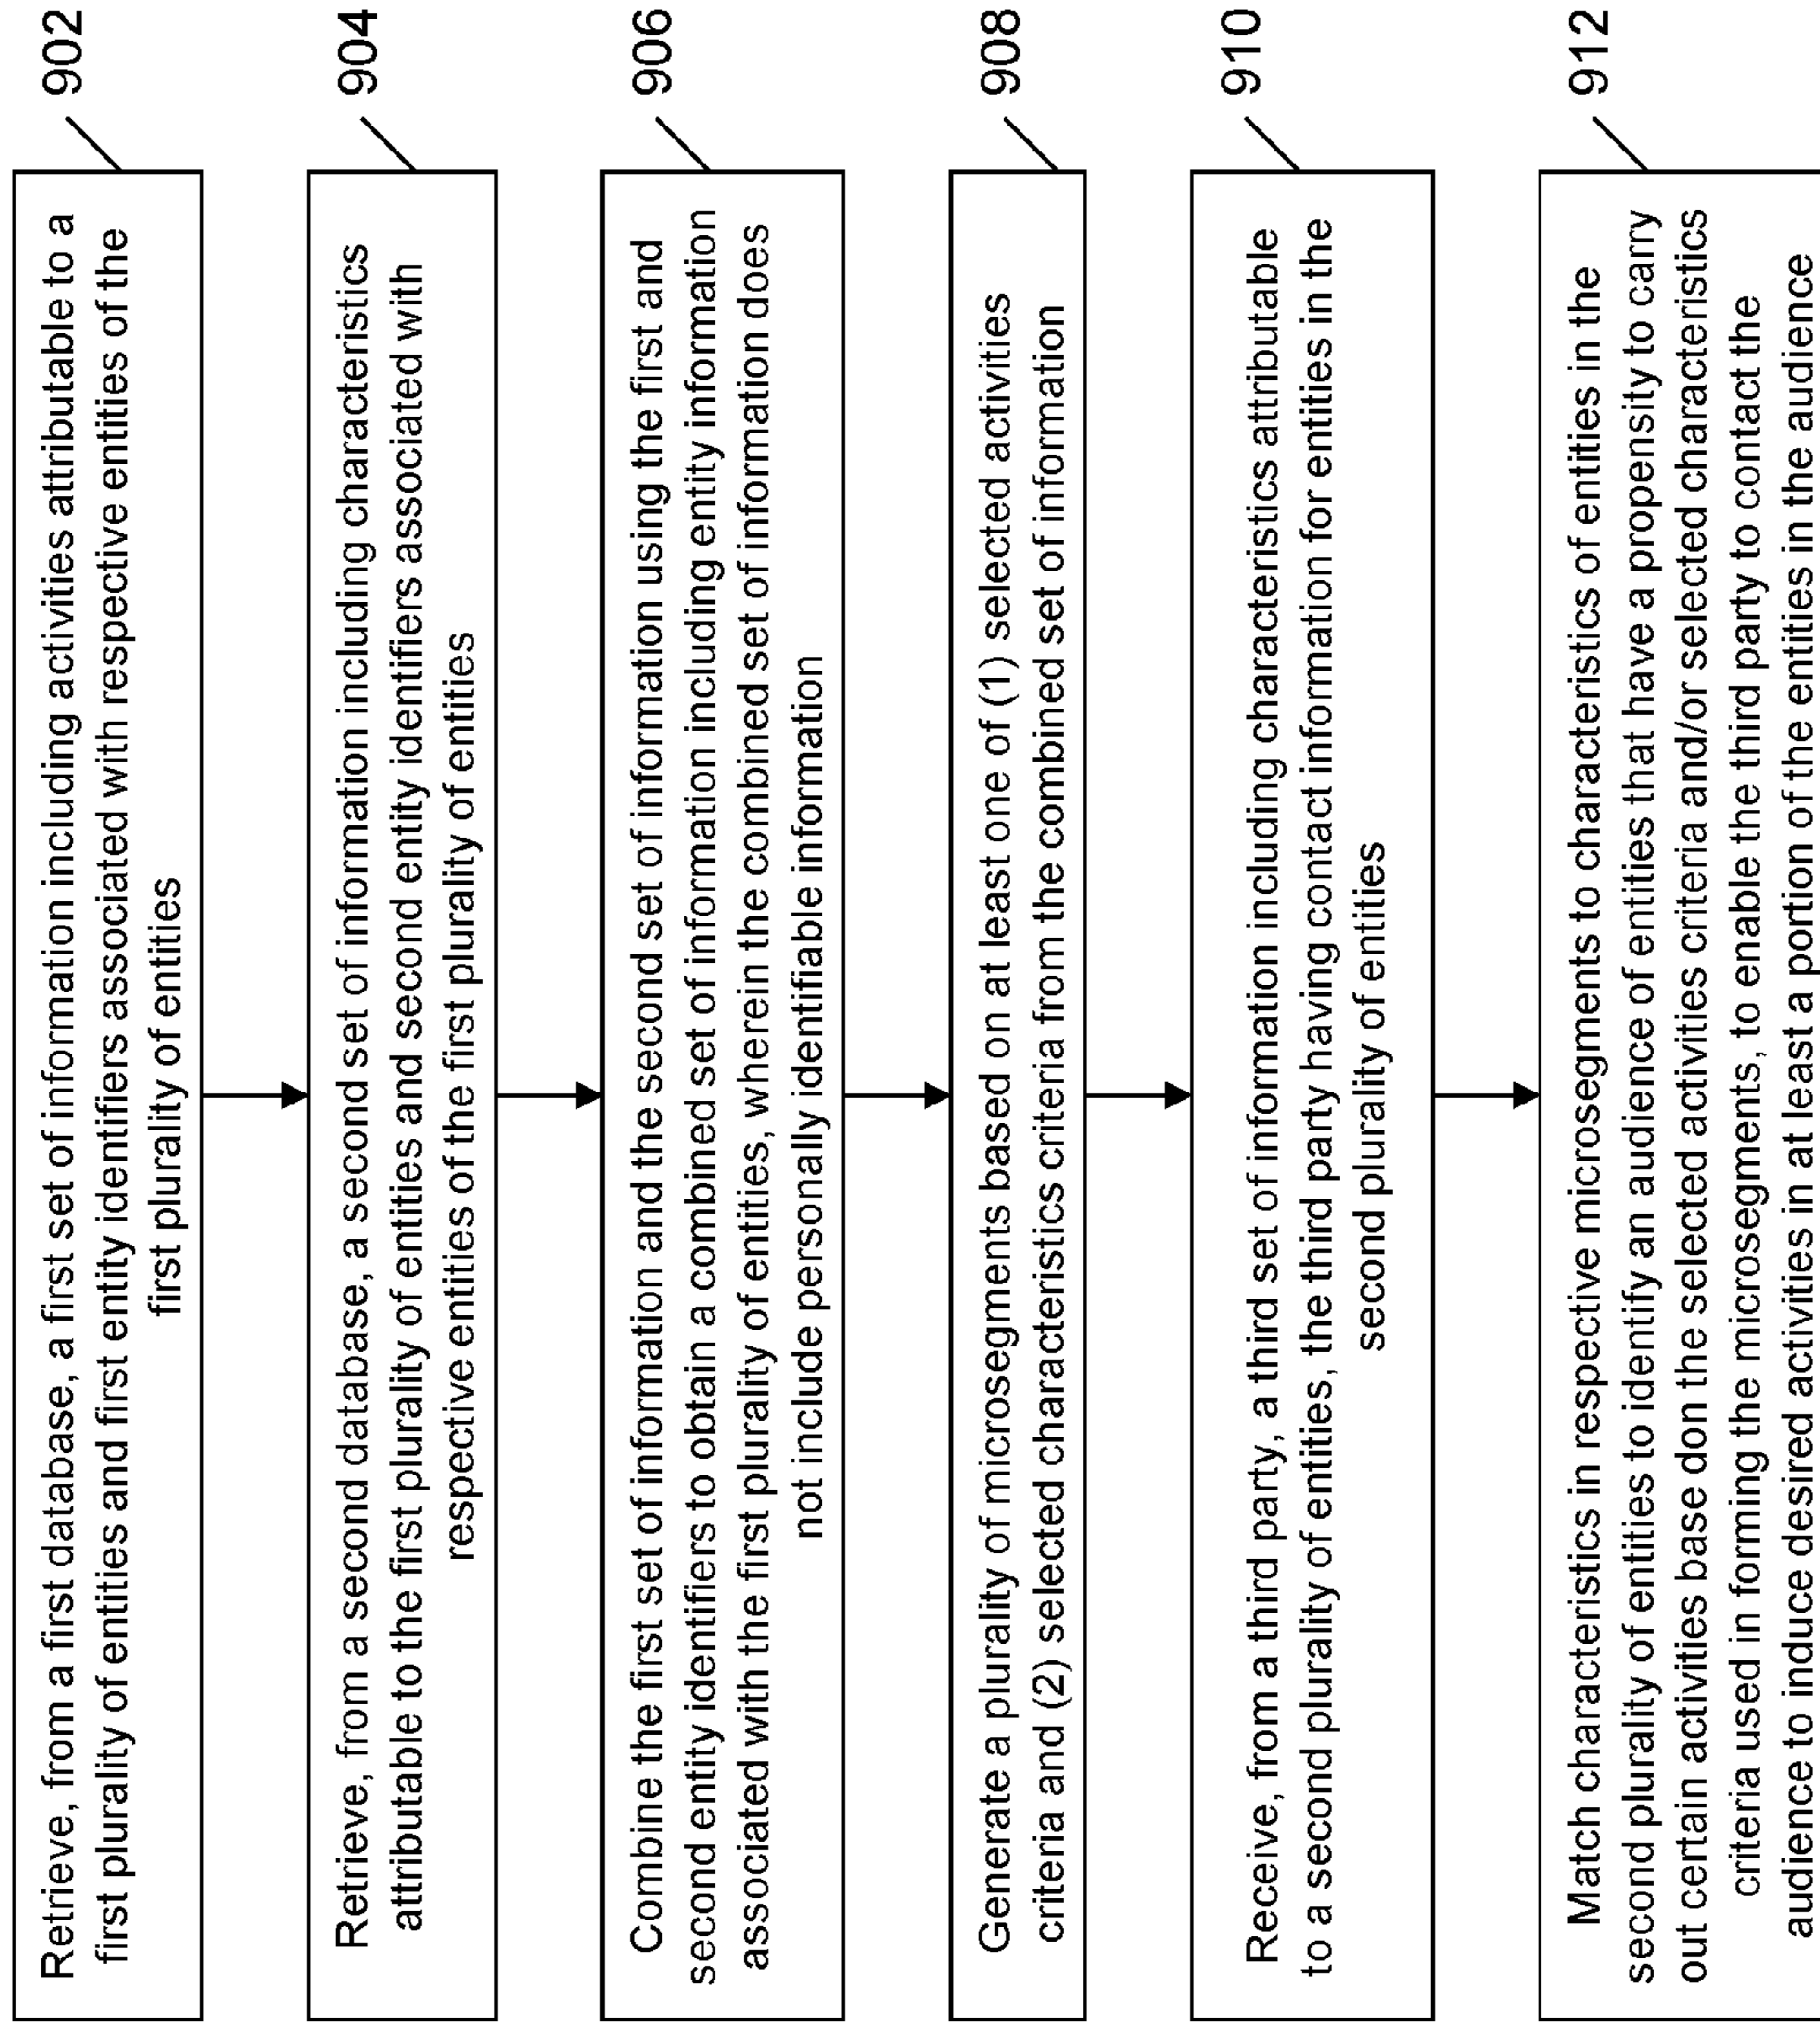 Retrieve, from a first database, a first set of information including activities attributable to a
first plurality of entities and first entity identifiers associated with respective entities of the
first plurality of entities
902
Retrieve, from a second database, a second set of information including characteristics
attributable to the first plurality of entities and second entity identifiers associated with
respective entities of the first plurality of entities
904
Combine the first set of information and the second set of information using the first and
second entity identifiers to obtain a combined set of information including entity information
associated with the first plurality of entities, wherein the combined set of information does
not include personally identifiable information
906
Generate a plurality of microsegments based on at least one of (1) selected activities
criteria and (2) selected characteristics criteria from the combined set of information
908
Receive, from a third party, a third set of information including characteristics attributable
to a second plurality of entities, the third party having contact information for entities in the
second plurality of entities
910
Match characteristics in respective microsegments to characteristics of entities in the
second plurality of entities to identify an audience of entities that have a propensity to carry
out certain activities base don the selected activities criteria and/or selected characteristics
criteria used in forming the microsegments, to enable the third party to contact the
audience to induce desired activities in at least a portion of the entities in the audience
912